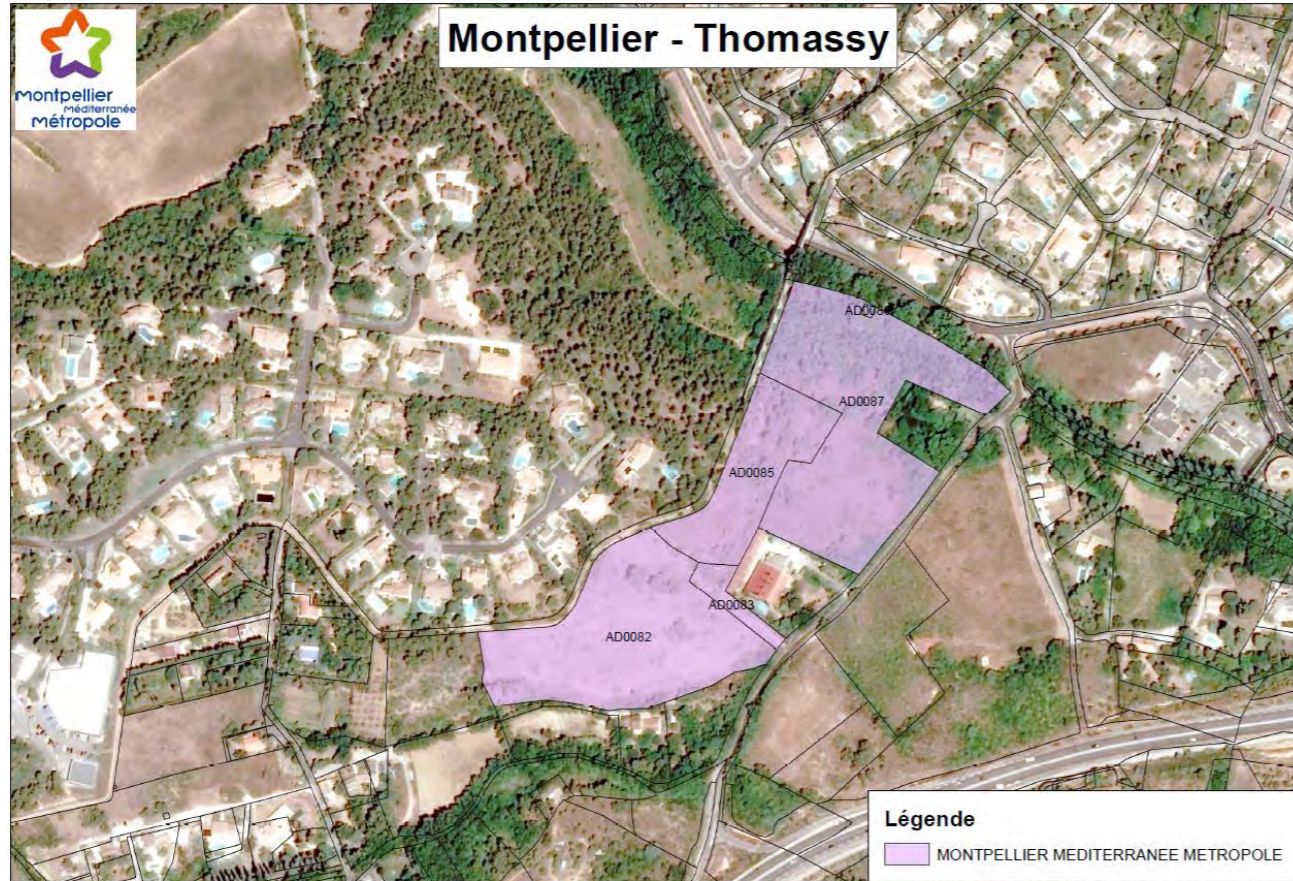 Montpellier - Thomassy
montpellier
méditerranée
métropole
AD0087
AD0085
AD0083
AD0082
Légende
MONTPELLIER MEDITERRANEE METROPOLE